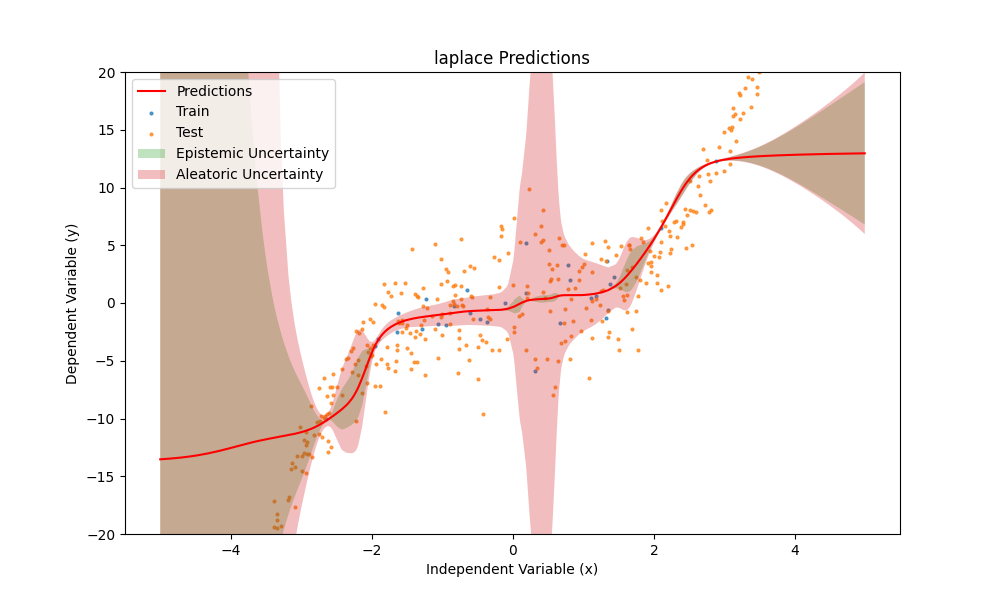 laplace Predictions
Predictions
Train
Test
Epistemic Uncertainty
Aleatoric Uncertainty
20
15
10
5
0
−5
−10
−15
−20
Dependent Variable (y)
−4
−2
0
2
4
Independent Variable (x)